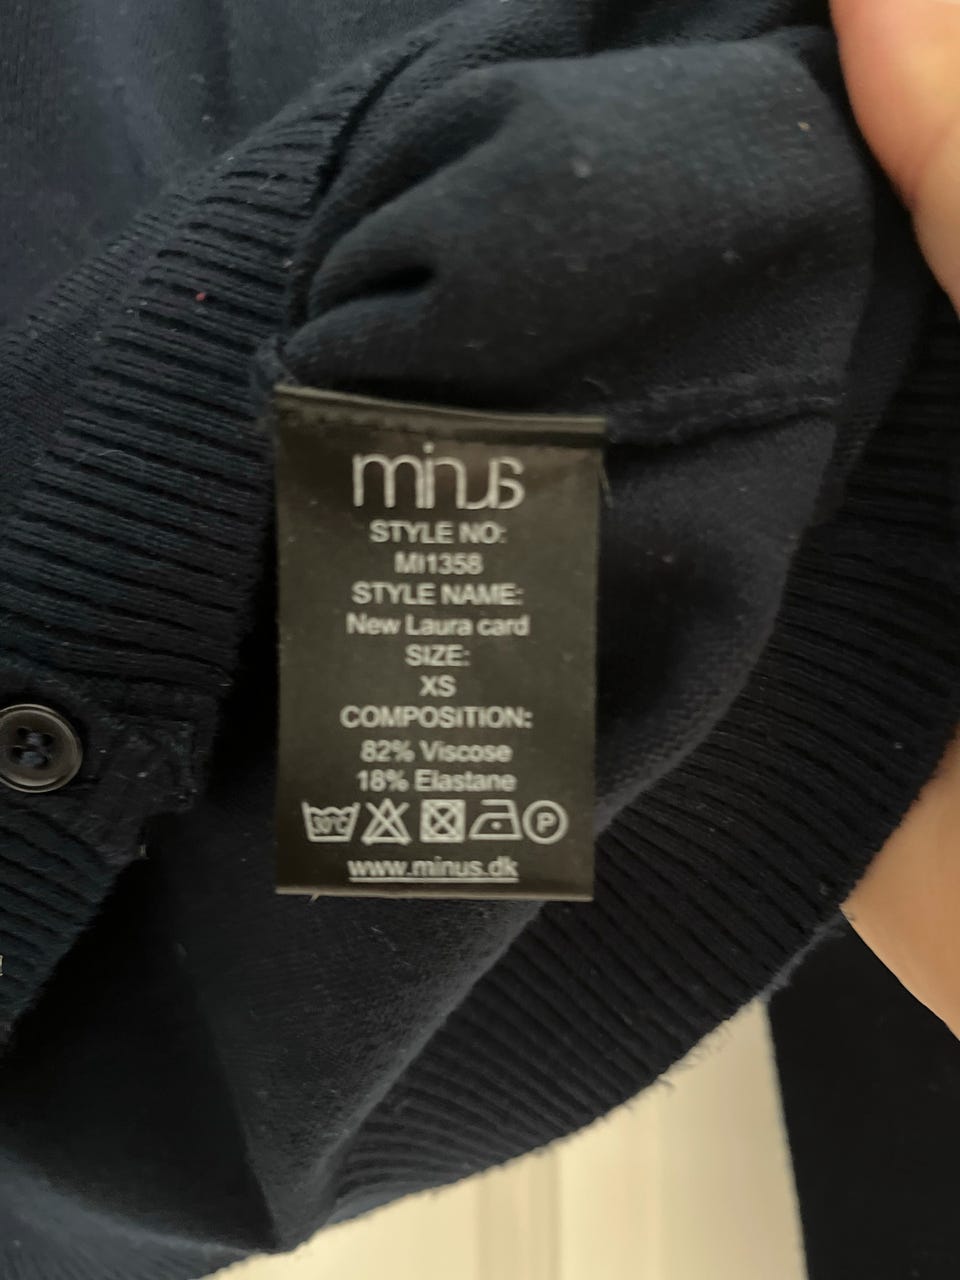 minus
STYLE NO:
MI1358
STYLE NAME:
New Laura card
SIZE:
XS
COMPOSITION:
82% Viscose
18% Elastane
30°C P
www.minus.dk